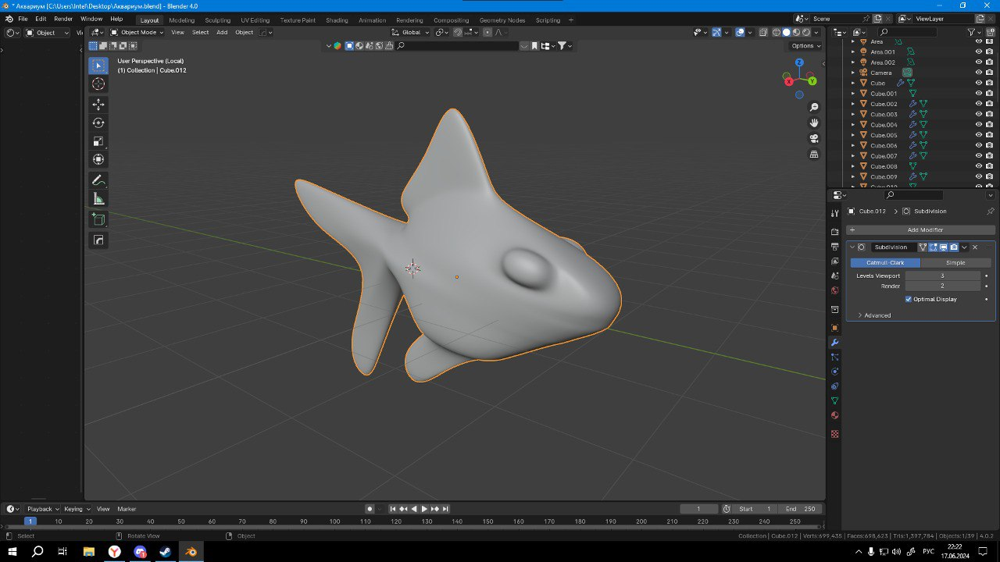 * Аквариум [C:\Users\Intel\Desktop\Аквариум.blend] - Blender 4.0
File Edit Render Window Help Layout Modeling Sculpting UV Editing Texture Paint Shading Animation Rendering Compositing Geometry Nodes Scripting + Scene ViewLayer
Object Object Mode View Select Add Object Global
Options
User Perspective (Local)
(1) Collection | Cube.012
Z
X
Y
Area
Area.001
Area.002
Camera
Cube
Cube.001
Cube.002
Cube.003
Cube.004
Cube.005
Cube.006
Cube.007
Cube.008
Cube.009
Cube.012 > Subdivision
+ Add Modifier
Subdivision
Catmull-Clark Simple
Levels Viewport 3
Render 2
Optimal Display
Advanced
Playback Keying View Marker 1 Start 1 End 250
1 10 20 30 40 50 60 70 80 90 100 110 120 130 140 150 160 170 180 190 200 210 220 230 240 250
Select Rotate View Object Collection | Cube.012 | Verts:699,435 | Faces:698,623 | Tris:1,397,784 | Objects:1/39 | 4.0.2
РУС
22:22
17.06.2024